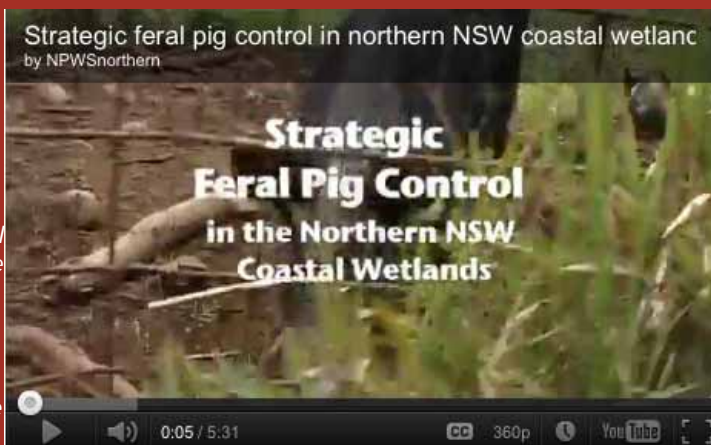 Strategic feral pig control in northern NSW coastal wetlanc
by NPWSnorthern
Strategic
Feral Pig Control
in the Northern NSW
Coastal Wetlands
0:05 / 5:31
CC
360p
YouTube